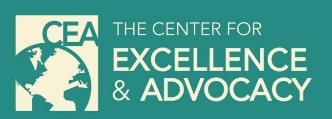 CEA
THE CENTER FOR
EXCELLENCE
& ADVOCACY